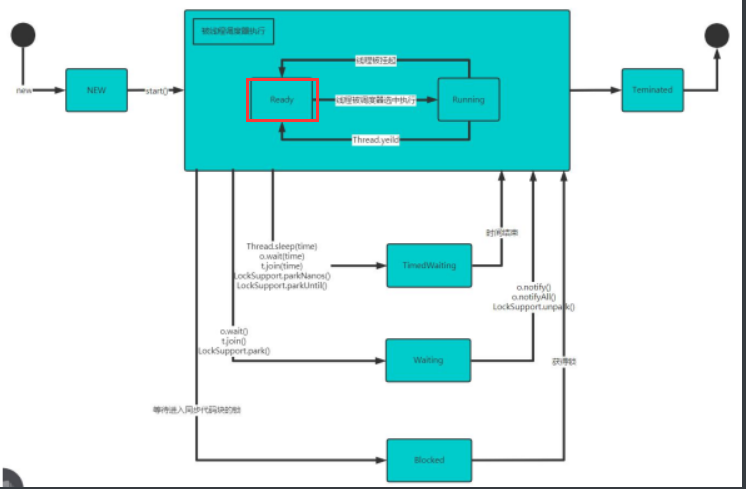 被线程调度器执行
线程被挂起
new
NEW
start()
Ready
线程被调度器选中执行
Running
Teminated
Thread.yeild
Thread.sleep(time)
o.wait(time)
t.join(time)
LockSupport.parkNanos()
LockSupport.parkUntil()
TimedWaiting
时间结束
o.notify()
o.notifyAll()
LockSupport.unpark()
o.wait()
t.join()
LockSupport.park()
Waiting
获得锁
等待进入同步代码块的锁
Blocked